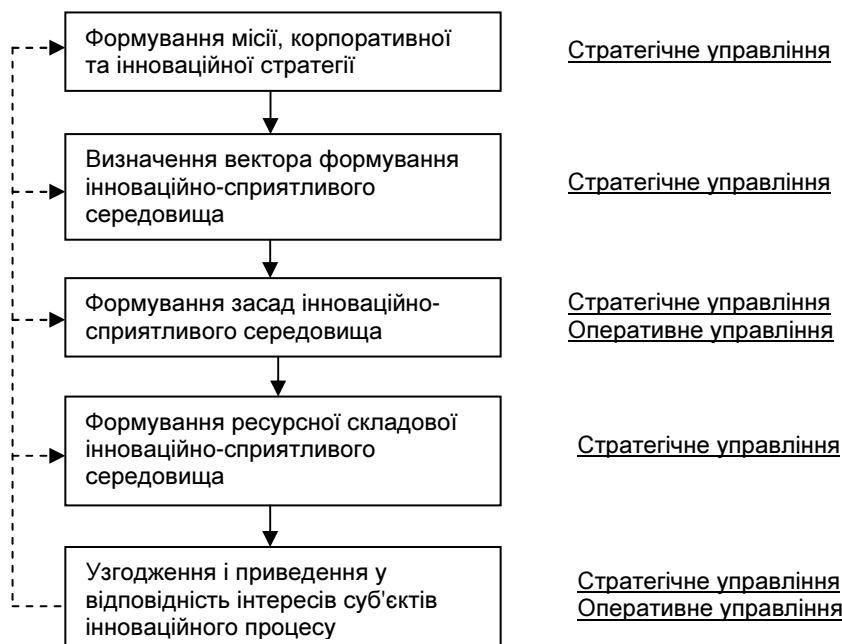 Формування місії, корпоративної
та інноваційної стратегії
Стратегічне управління
Визначення вектора формування
інноваційно-сприятливого
середовища
Стратегічне управління
Формування засад інноваційно-
сприятливого середовища
Стратегічне управління
Оперативне управління
Формування ресурсної складової
інноваційно-сприятливого
середовища
Стратегічне управління
Узгодження і приведення у
відповідність інтересів суб'єктів
інноваційного процесу
Стратегічне управління
Оперативне управління